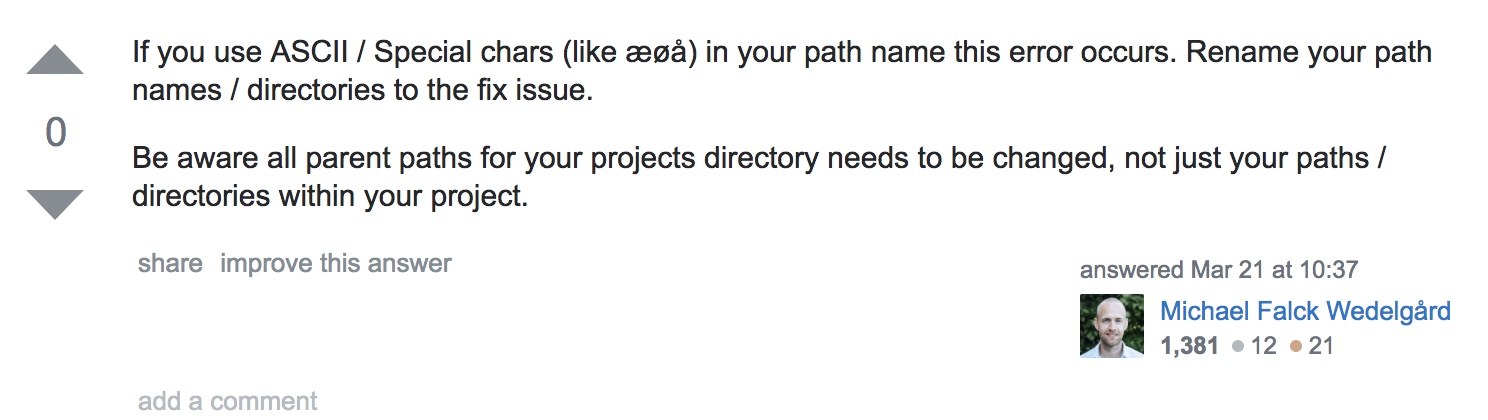 If you use ASCII / Special chars (like æøå) in your path name this error occurs. Rename your path
names / directories to the fix issue.
0
Be aware all parent paths for your projects directory needs to be changed, not just your paths /
directories within your project.
share improve this answer
answered Mar 21 at 10:37
Michael Falck Wedelgård
1,381 12 21
add a comment